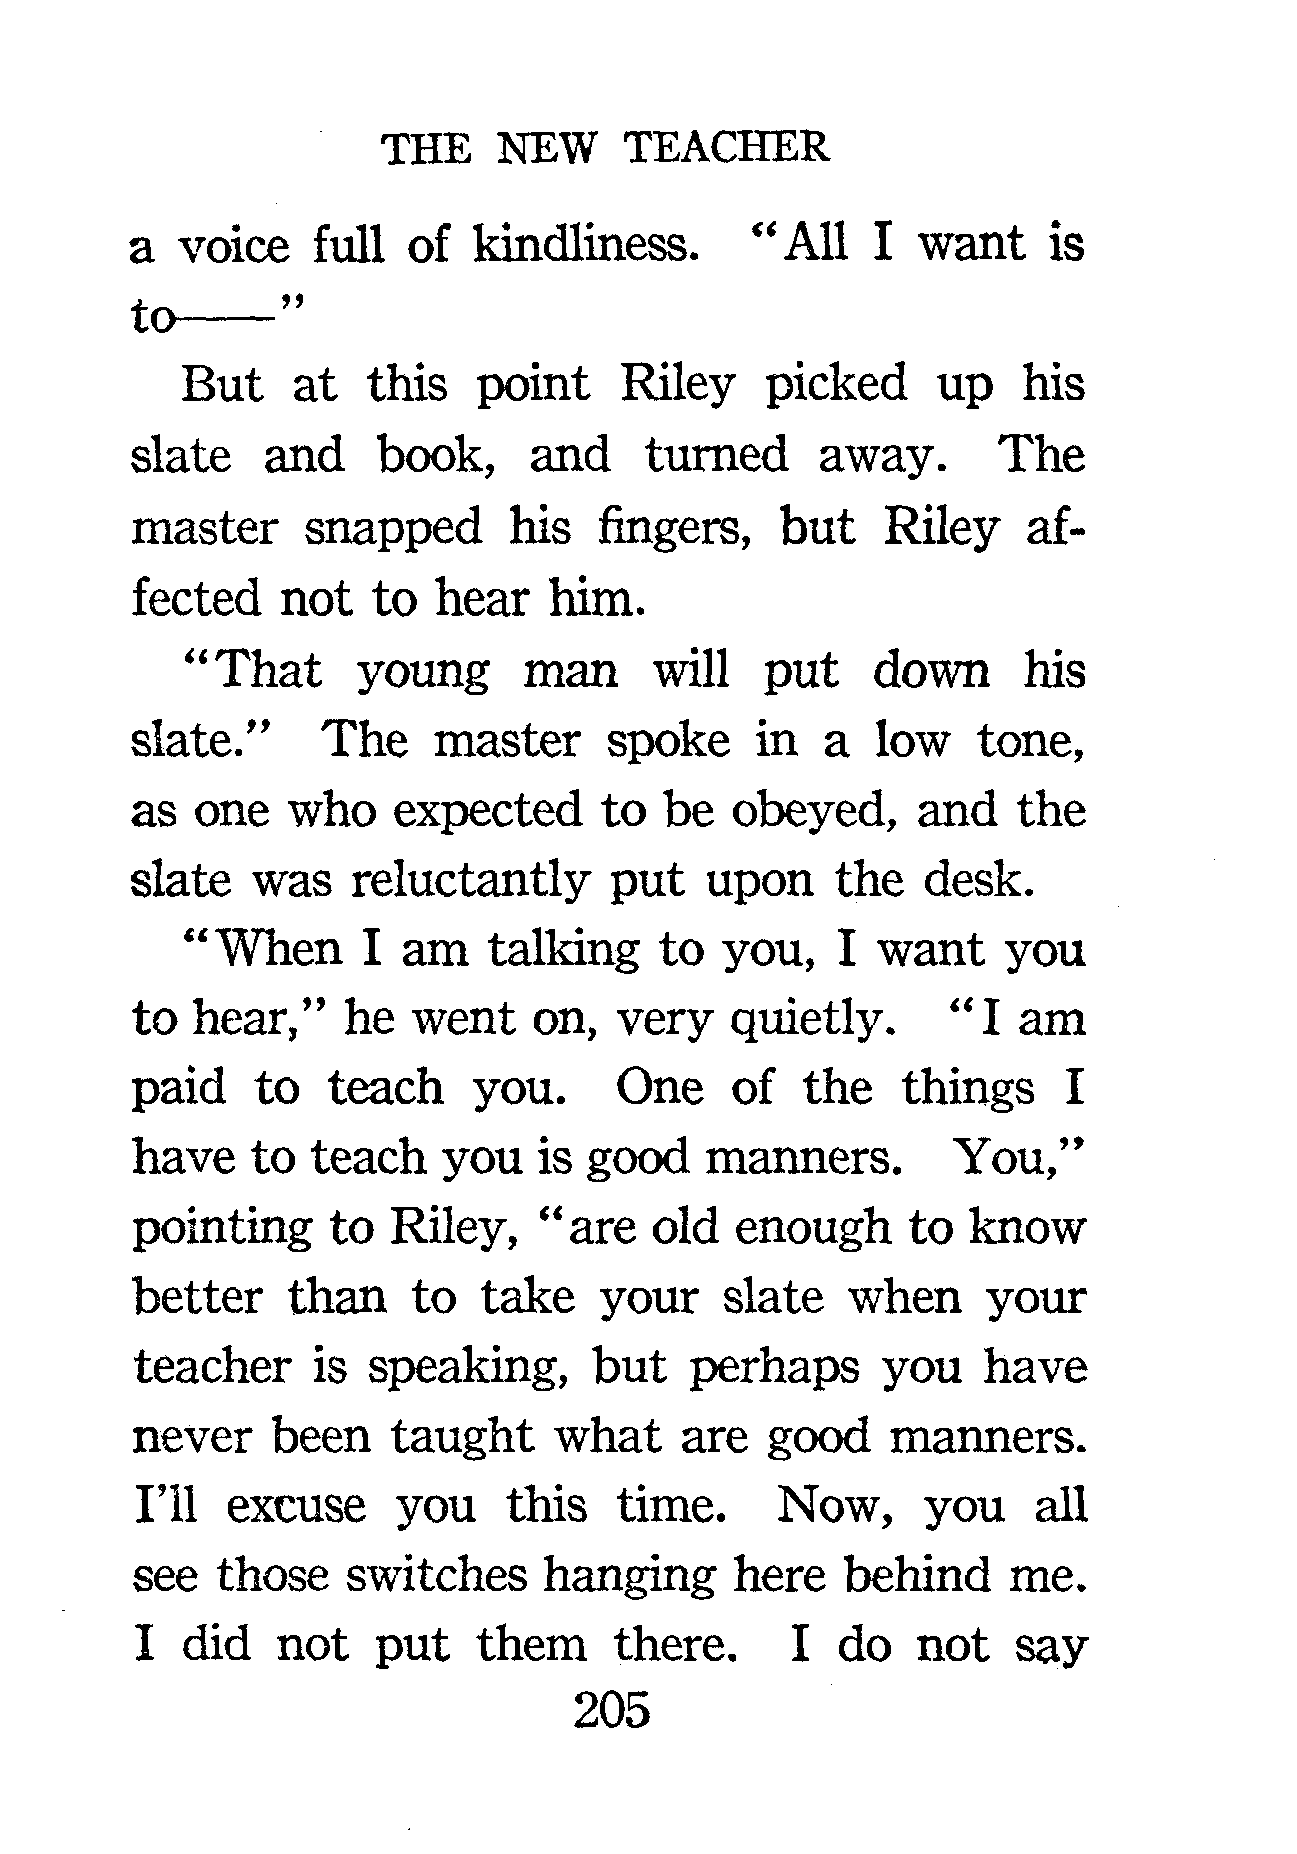 THE NEW TEACHER
a voice full of kindliness. “All I want is
to——”
But at this point Riley picked up his
slate and book, and turned away. The
master snapped his fingers, but Riley af-
fected not to hear him.
“That young man will put down his
slate.” The master spoke in a low tone,
as one who expected to be obeyed, and the
slate was reluctantly put upon the desk.
“When I am talking to you, I want you
to hear,” he went on, very quietly. “I am
paid to teach you. One of the things I
have to teach you is good manners. You,”
pointing to Riley, “are old enough to know
better than to take your slate when your
teacher is speaking, but perhaps you have
never been taught what are good manners.
I’ll excuse you this time. Now, you all
see those switches hanging here behind me.
I did not put them there. I do not say
205